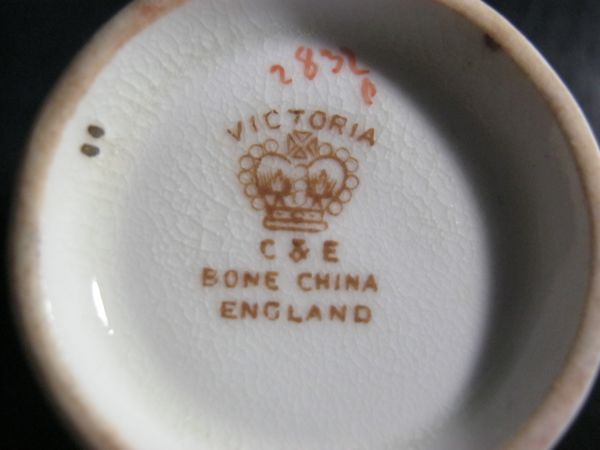 2832
VICTORIA
C & E
BONE CHINA
ENGLAND